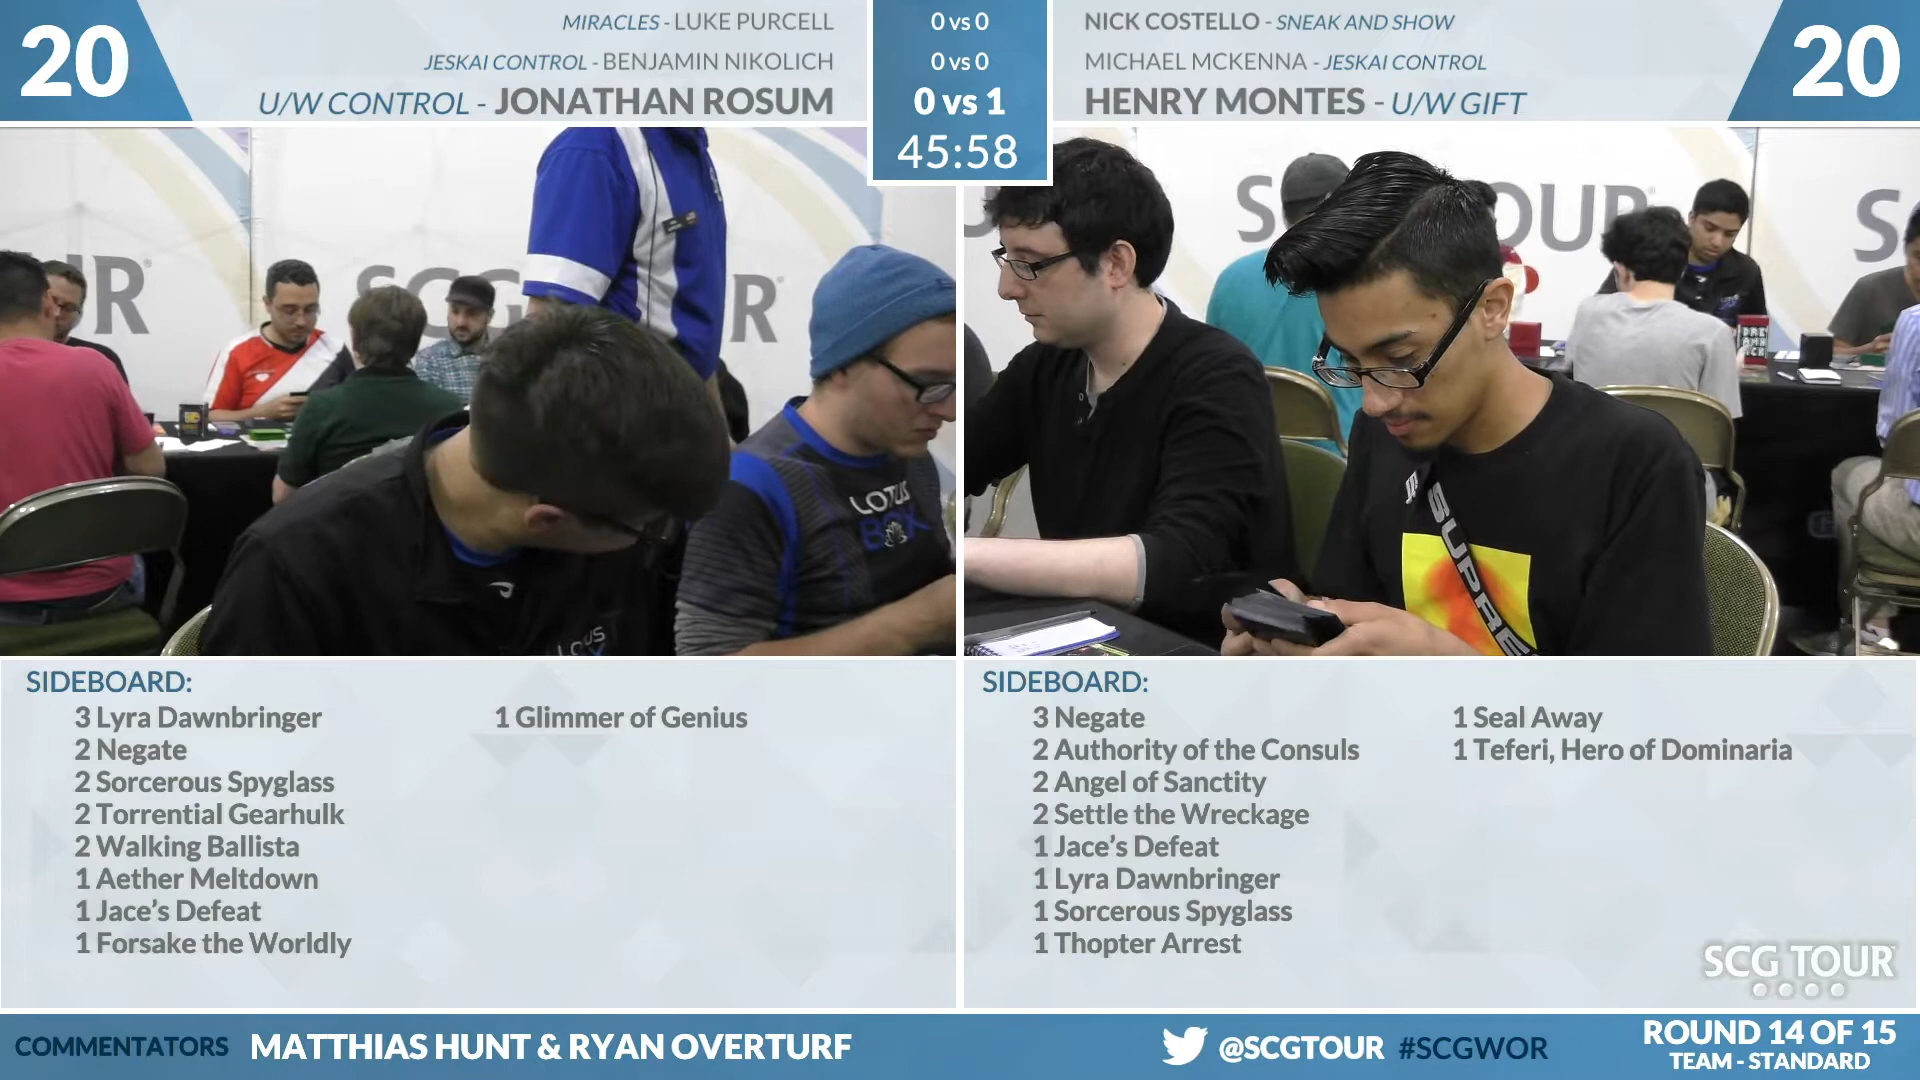 20
MIRACLES - LUKE PURCELL
JESKAI CONTROL - BENJAMIN NIKOLICH
U/W CONTROL - JONATHAN ROSUM
0 vs 0
0 vs 0
0 vs 1
45:58
NICK COSTELLO - SNEAK AND SHOW
MICHAEL MCKENNA - JESKAI CONTROL
HENRY MONTES - U/W GIFT
20
UR
SCG
R
LOTUS
BOX
TOUR
SUPREME
SIDEBOARD:
3 Lyra Dawnbringer
2 Negate
2 Sorcerous Spyglass
2 Torrential Gearhulk
2 Walking Ballista
1 Aether Meltdown
1 Jace's Defeat
1 Forsake the Worldly
1 Glimmer of Genius
SIDEBOARD:
3 Negate
2 Authority of the Consuls
2 Angel of Sanctity
2 Settle the Wreckage
1 Jace's Defeat
1 Lyra Dawnbringer
1 Sorcerous Spyglass
1 Thopter Arrest
1 Seal Away
1 Teferi, Hero of Dominaria
SCG TOUR
COMMENTATORS MATTHIAS HUNT & RYAN OVERTURF
@SCGTOUR #SCGWOR
ROUND 14 OF 15
TEAM - STANDARD